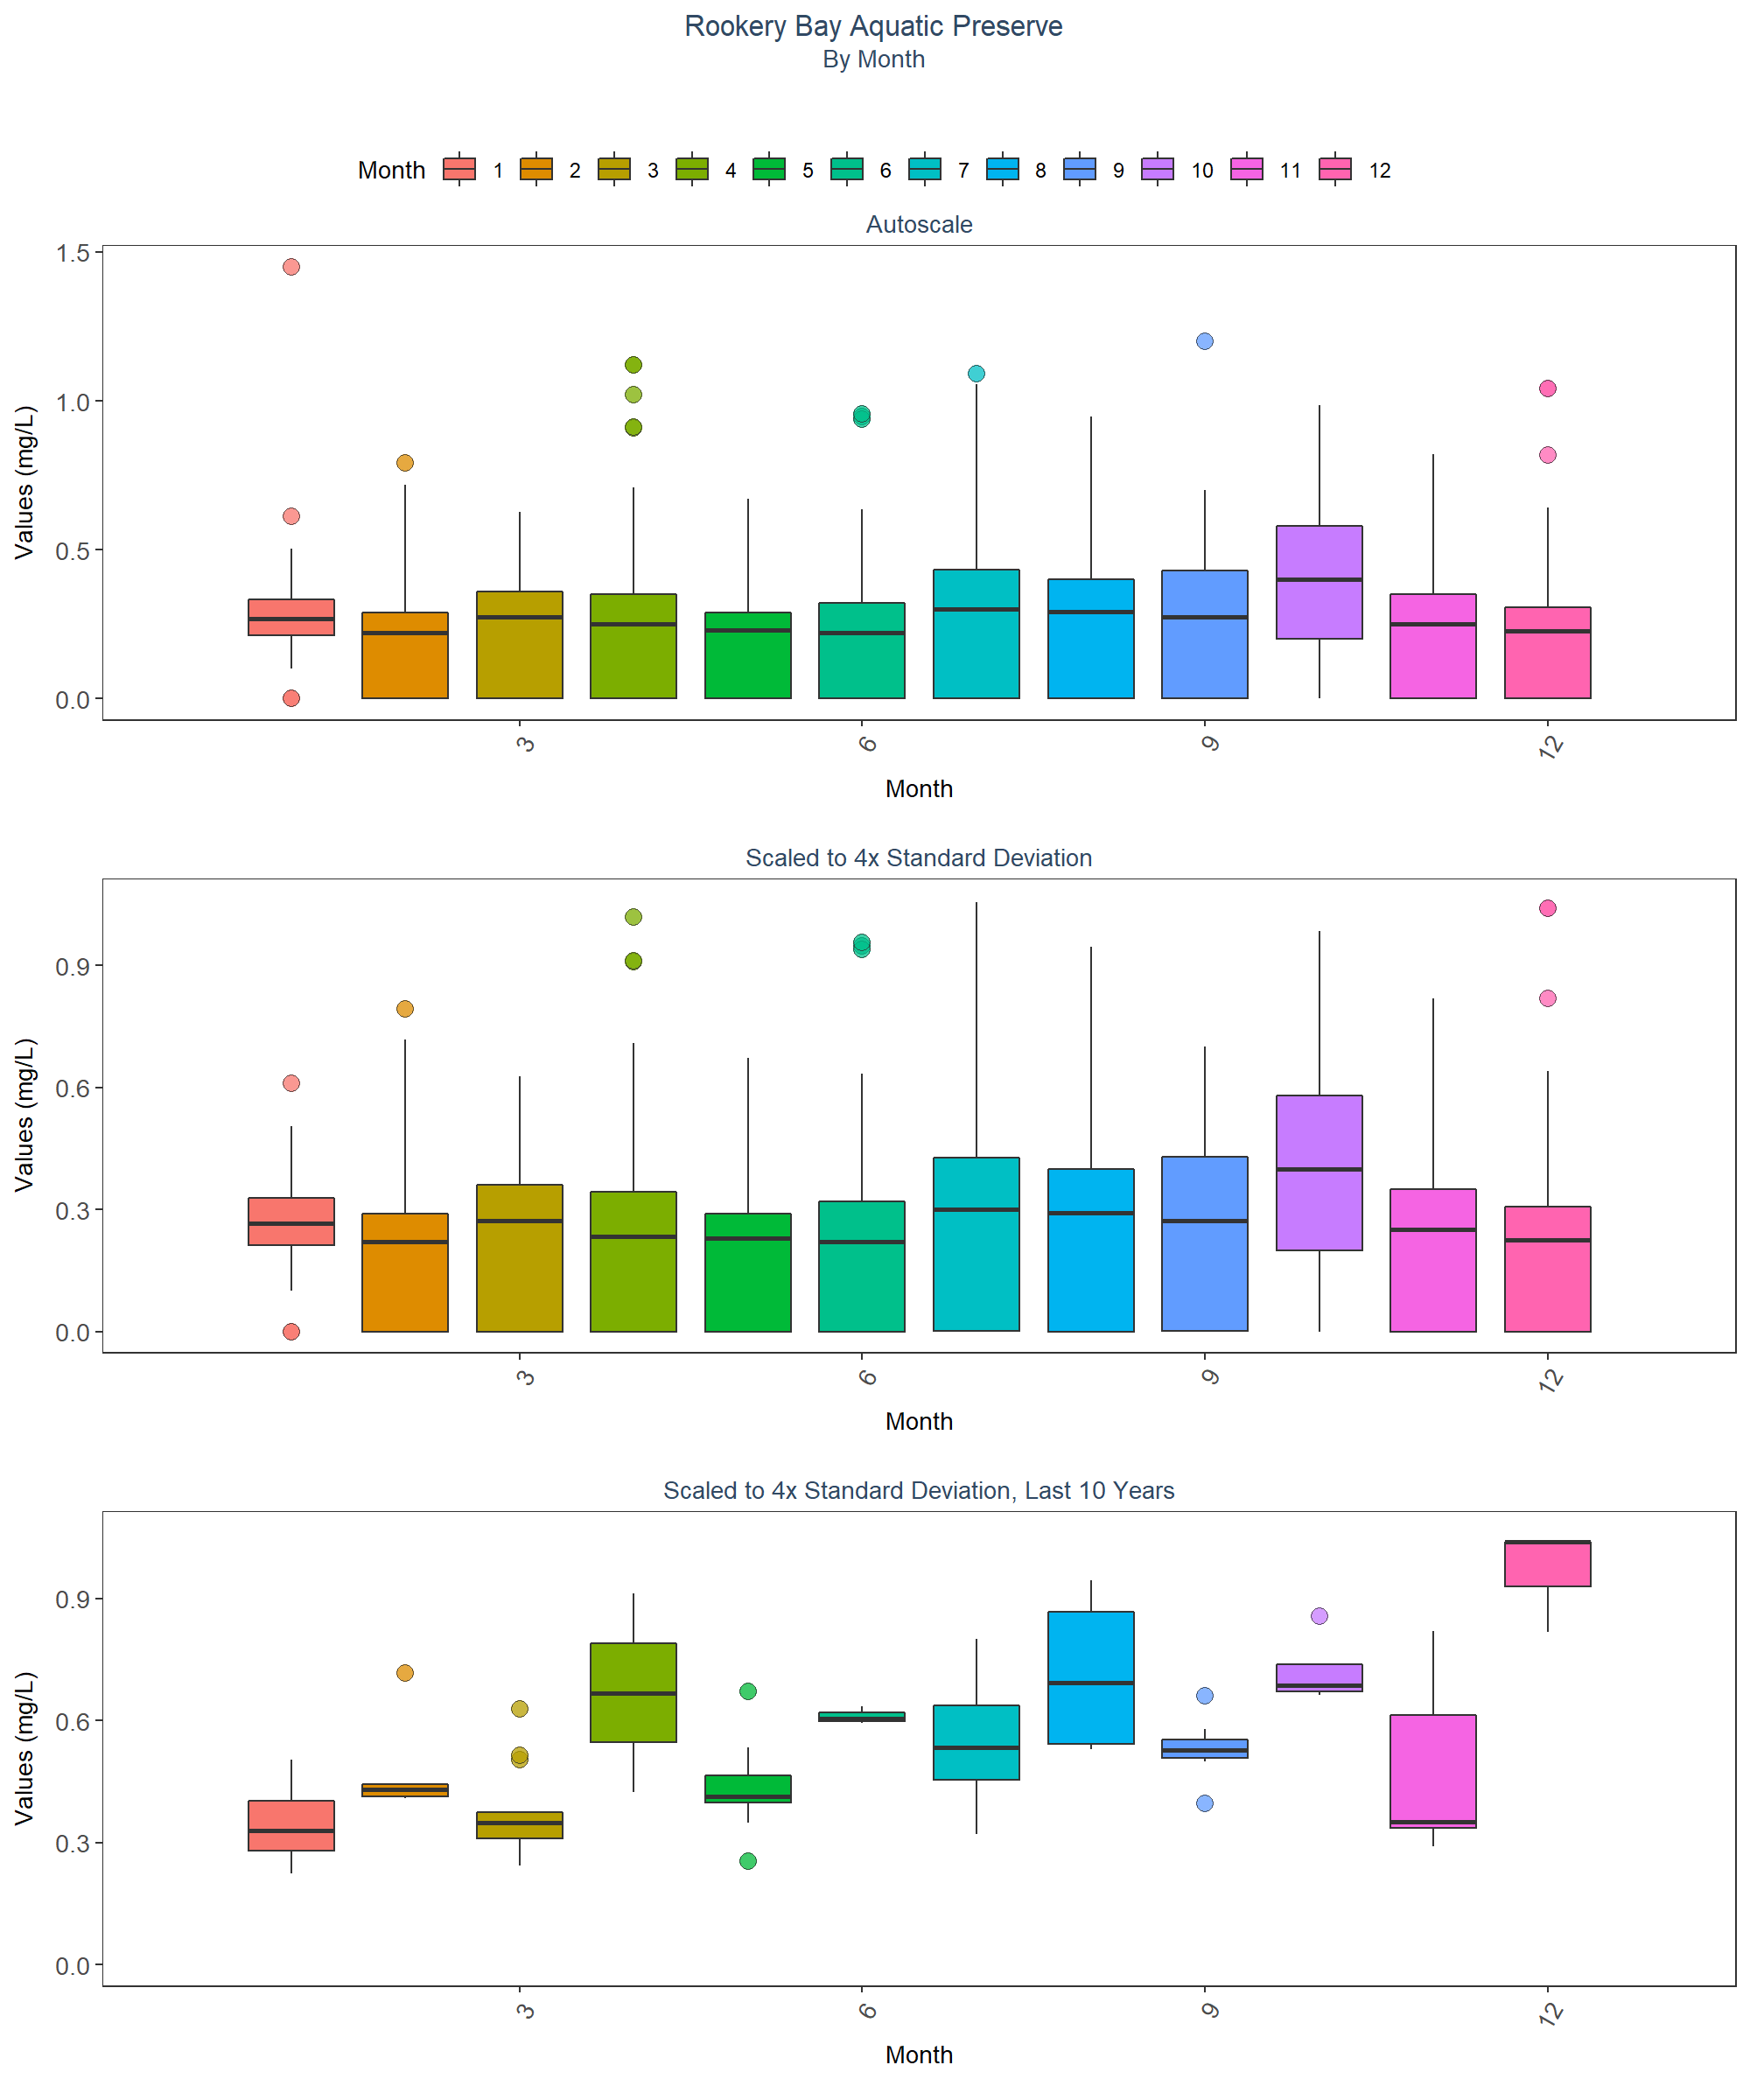 Rookery Bay Aquatic Preserve
By Month
Month 1 2 3 4 5 6 7 8 9 10 11 12
Autoscale
Values (mg/L)
1.5
1.0
0.5
0.0
3 6 9 12
Month
Scaled to 4x Standard Deviation
Values (mg/L)
0.9
0.6
0.3
0.0
3 6 9 12
Month
Scaled to 4x Standard Deviation, Last 10 Years
Values (mg/L)
0.9
0.6
0.3
0.0
3 6 9 12
Month